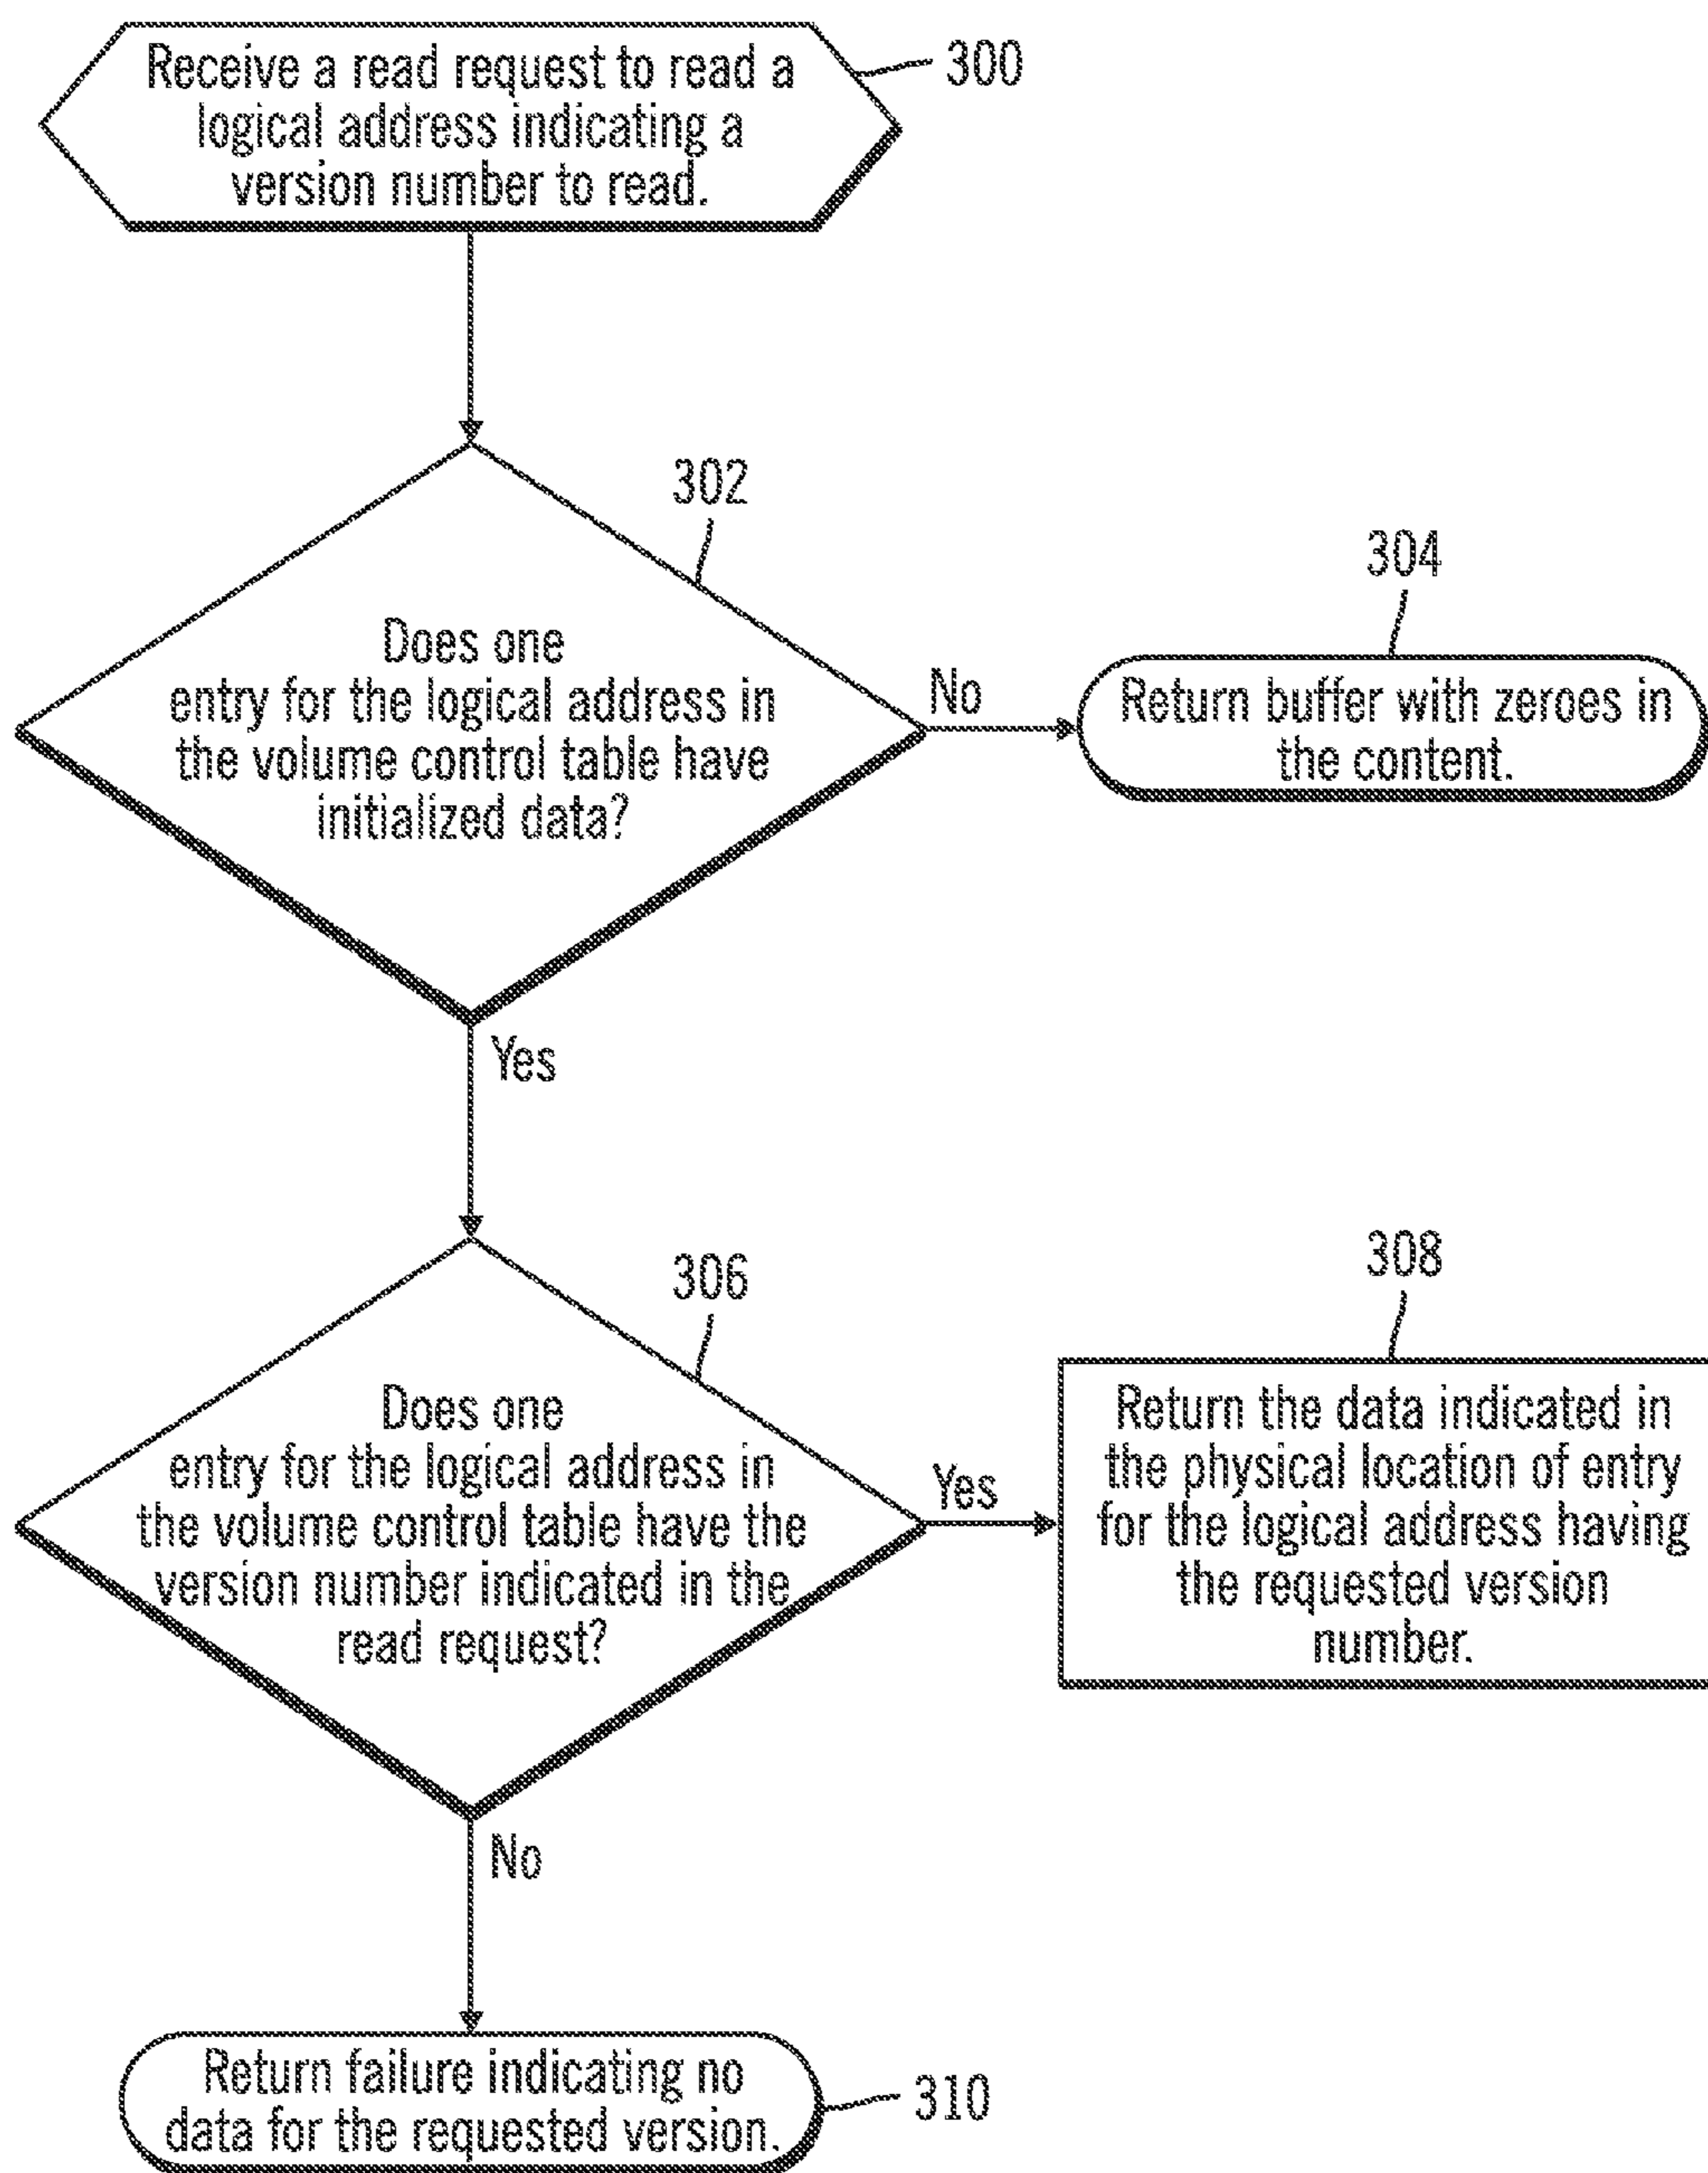 Receive a read request to read a
logical address indicating a
version number to read.
300
302
Does one
entry for the logical address in
the volume control table have
initialized data?
No
304
Return buffer with zeroes in
the content.
Yes
306
Does one
entry for the logical address in
the volume control table have the
version number indicated in the
read request?
Yes
308
Return the data indicated in
the physical location of entry
for the logical address having
the requested version
number.
No
Return failure indicating no
data for the requested version.
310